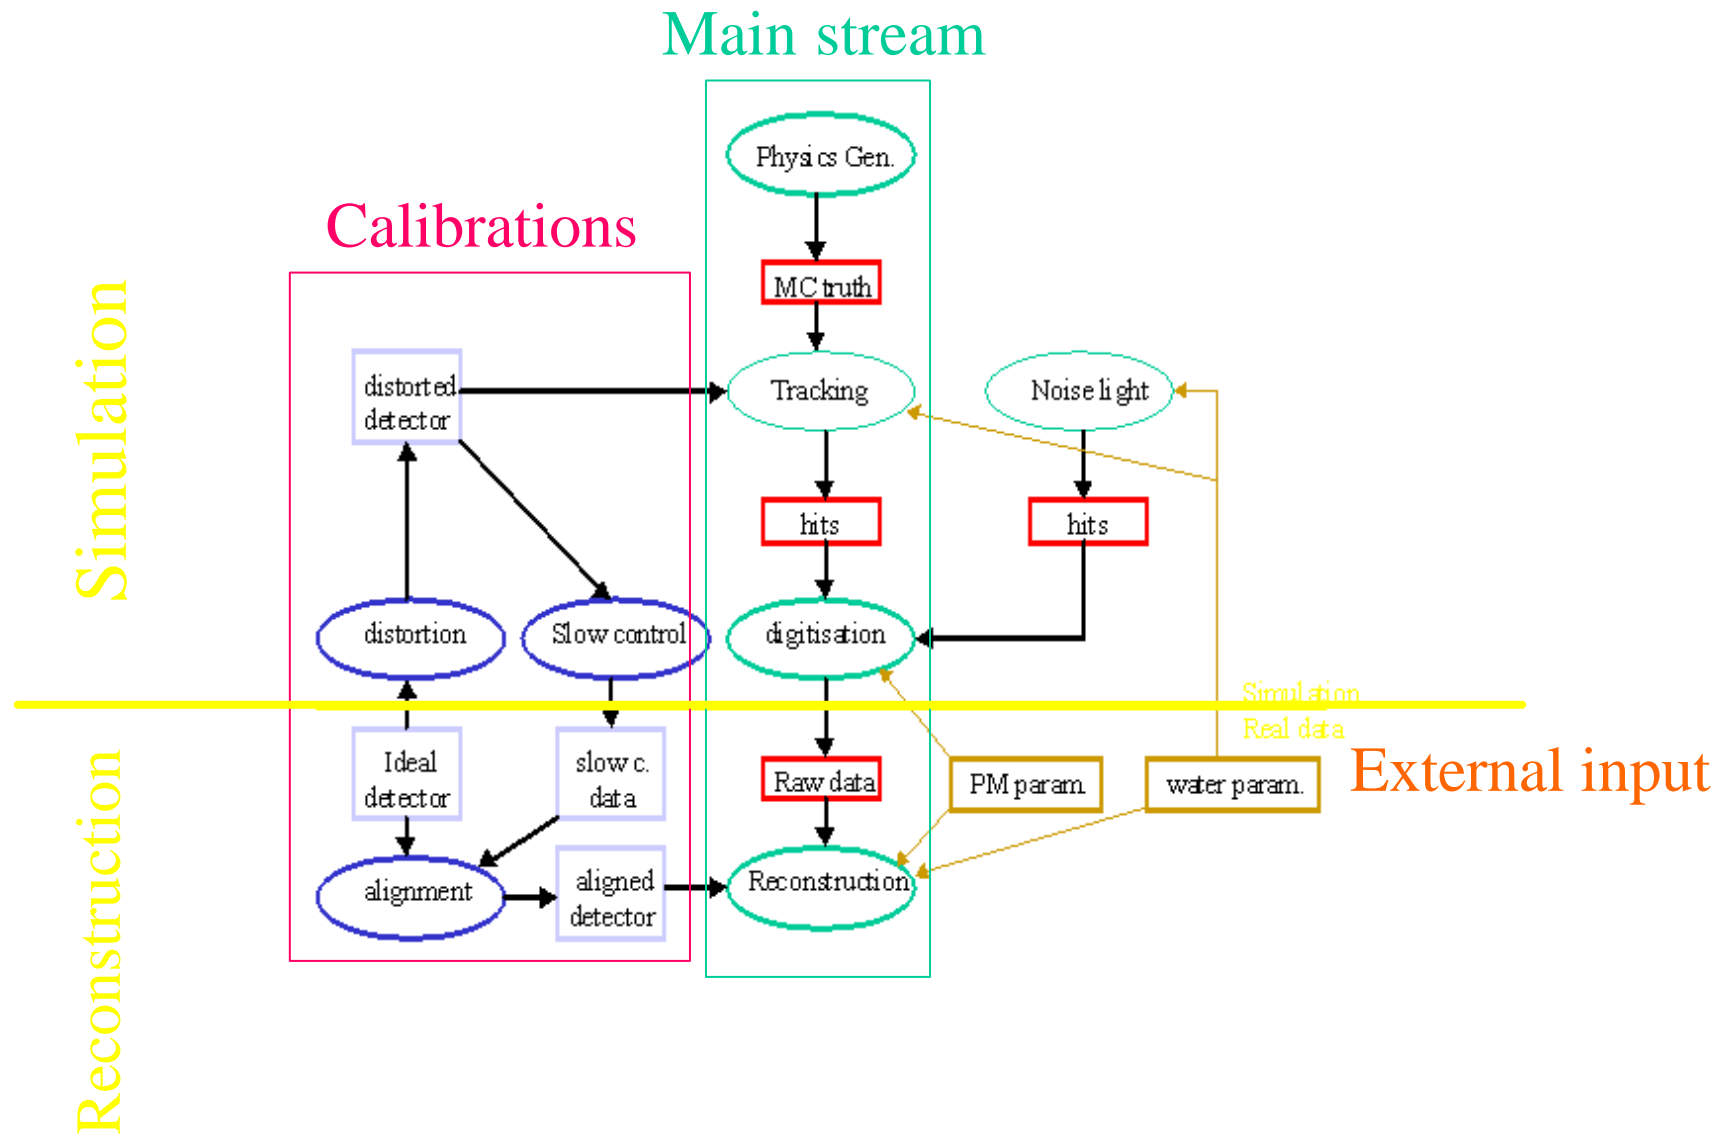 Main stream
Physics Gen.
Calibrations
MC truth
Simulation
distorted
detector
Tracking
Noise light
hits
hits
distortion
Slow control
digitisation
Simulation
Real data
Ideal
detector
slow c.
data
Raw data
PM param.
water param.
External input
Reconstruction
alignment
aligned
detector
Reconstruction